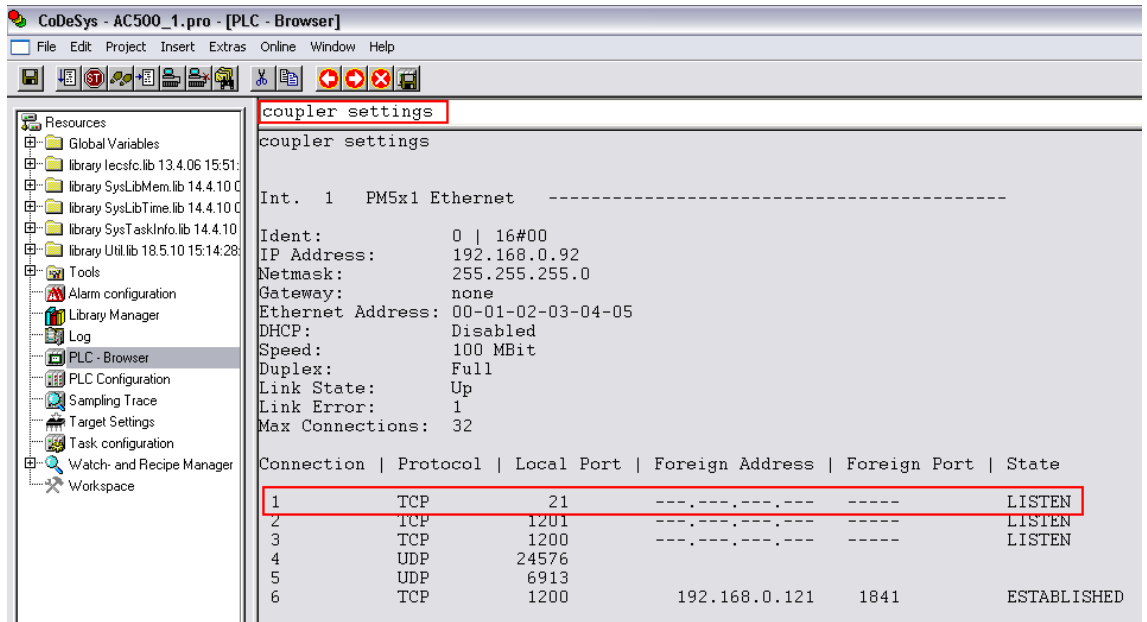 CoDeSys - AC500_1.pro - [PLC - Browser]
File Edit Project Insert Extras Online Window Help
coupler settings
Resources
Global Variables
library Iecsfc.lib 13.4.06 15:51:
library SysLibMem.lib 14.4.10 0
library SysLibTime.lib 14.4.10 0
library SysTaskInfo.lib 14.4.10
library Util.lib 18.5.10 15:14:28:
Tools
Alarm configuration
Library Manager
Log
PLC - Browser
PLC Configuration
Sampling Trace
Target Settings
Task configuration
Watch- and Recipe Manager
Workspace
coupler settings
Int. 1 PM5x1 Ethernet -------------------------------------------
Ident: 0 | 16#00
IP Address: 192.168.0.92
Netmask: 255.255.255.0
Gateway: none
Ethernet Address: 00-01-02-03-04-05
DHCP: Disabled
Speed: 100 MBit
Duplex: Full
Link State: Up
Link Error: 1
Max Connections: 32
Connection | Protocol | Local Port | Foreign Address | Foreign Port | State
1 TCP 21 ---.---.---.--- ----- LISTEN
2 TCP 1201 ---.---.---.--- ----- LISTEN
3 TCP 1200 ---.---.---.--- ----- LISTEN
4 UDP 24576
5 UDP 6913
6 TCP 1200 192.168.0.121 1841 ESTABLISHED